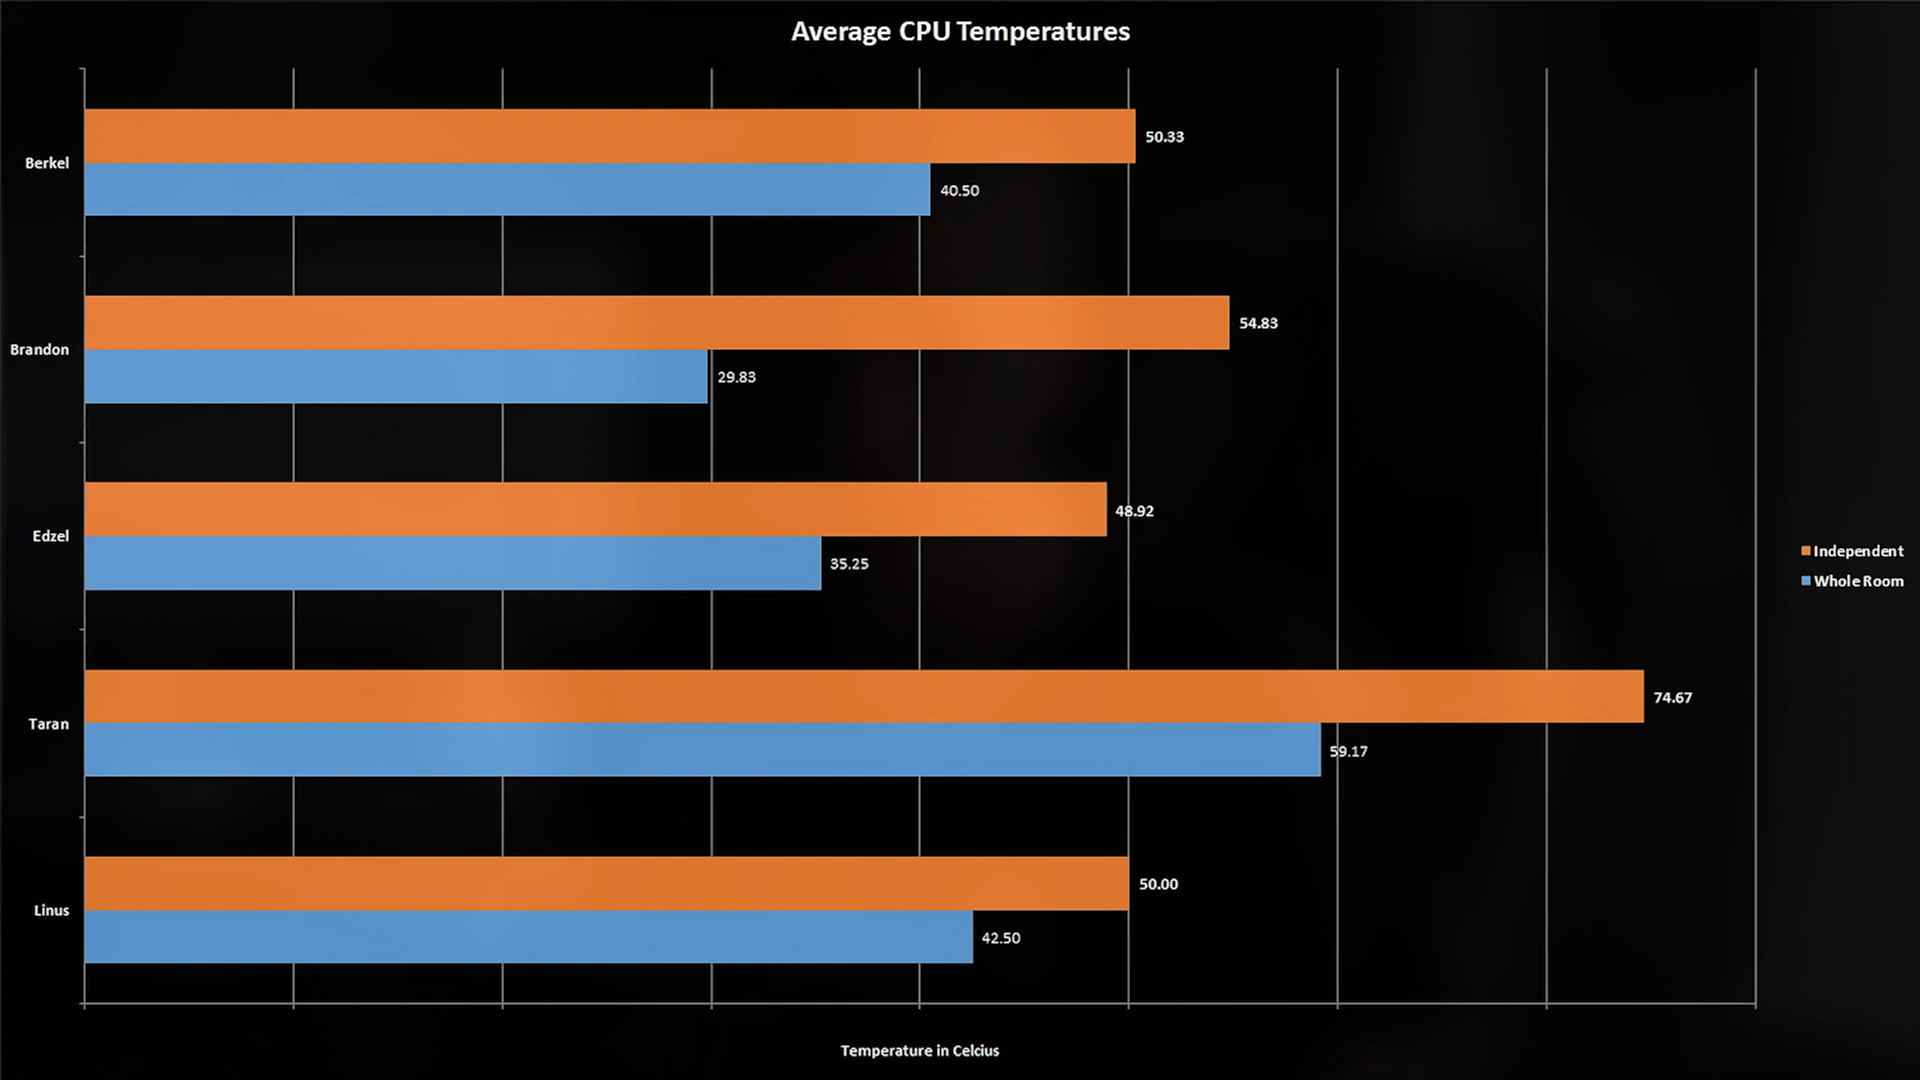 Average CPU Temperatures
Berkel
50.33
40.50
Brandon
54.83
29.83
Edzel
48.92
35.25
Taran
74.67
59.17
Linus
50.00
42.50
Independent
Whole Room
Temperature in Celcius